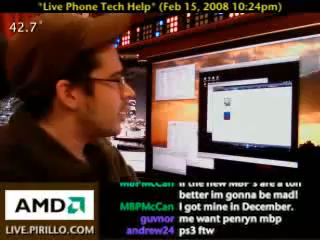 *Live Phone Tech Help* (Feb 15, 2008 10:24pm)
42.7°
MBPMcCan if the new MBP's are a ton
better im gonna be mad!
MBPMcCan I got mine in December.
guvnor me want penryn mbp
andrew24 ps3 ftw
AMD
LIVE.PIRILLO.COM